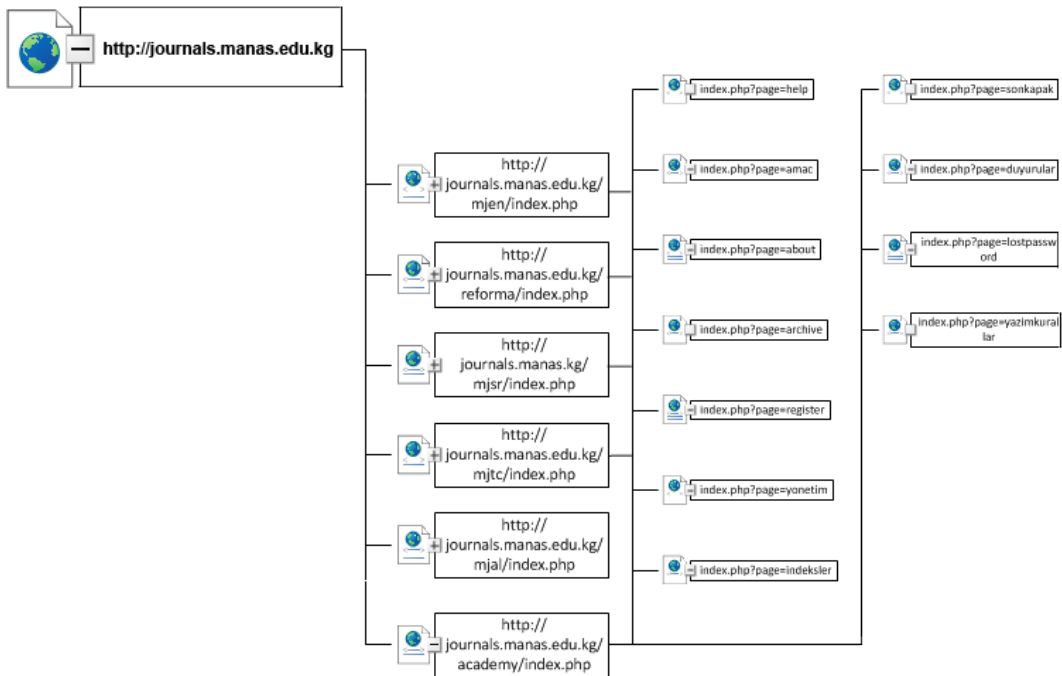 http://journals.manas.edu.kg
http://
journals.manas.edu.kg/
mjen/index.php
http://
journals.manas.edu.kg/
reforma/index.php
http://
journals.manas.kg/
mjsr/index.php
http://
journals.manas.edu.kg/
mjtc/index.php
http://
journals.manas.edu.kg/
mjal/index.php
http://
journals.manas.edu.kg/
academy/index.php
index.php?page=help
index.php?page=amac
index.php?page=about
index.php?page=archive
index.php?page=register
index.php?page=yonetim
index.php?page=indeksler
index.php?page=sonkapak
index.php?page=duyurular
index.php?page=lostpassw
ord
index.php?page=yazimkural
lar